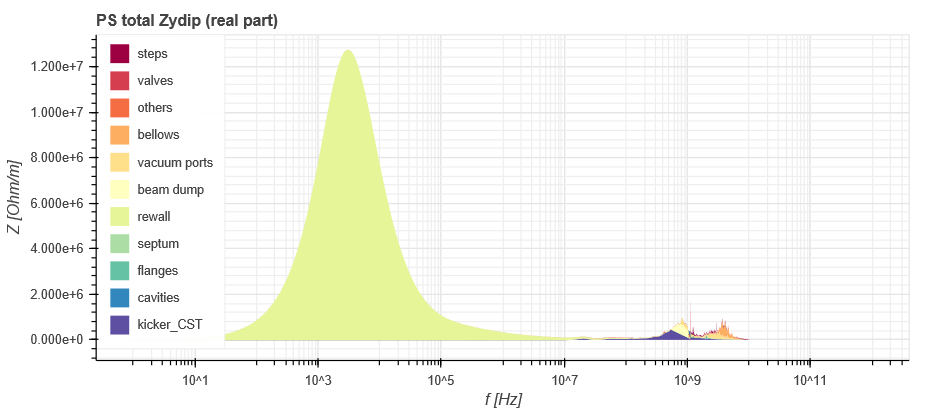 PS total Zydip (real part)
steps
valves
others
bellows
vacuum ports
beam dump
rewall
septum
flanges
cavities
kicker_CST
Z [Ohm/m]
1.200e+7
1.000e+7
8.000e+6
6.000e+6
4.000e+6
2.000e+6
0.000e+0
10^1
10^3
10^5
10^7
10^9
10^11
f [Hz]